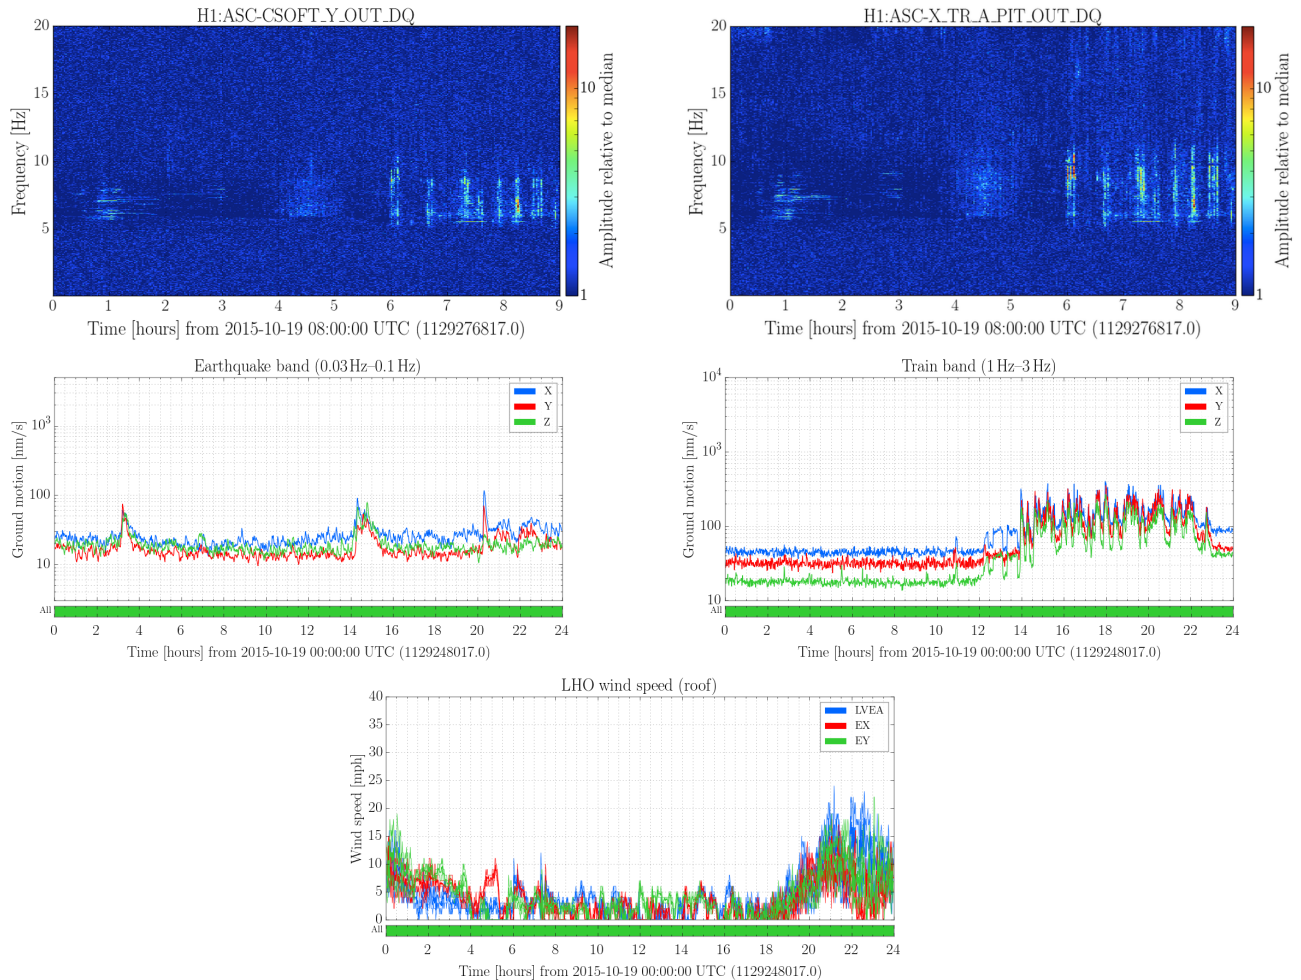 H1:ASC-CSOFT_Y_OUT_DQ
20
15
10
5
Frequency [Hz]
0 1 2 3 4 5 6 7 8 9
Time [hours] from 2015-10-19 08:00:00 UTC (1129276817.0)
10
1
Amplitude relative to median
H1:ASC-X_TR_A_PIT_OUT_DQ
20
15
10
5
Frequency [Hz]
0 1 2 3 4 5 6 7 8 9
Time [hours] from 2015-10-19 08:00:00 UTC (1129276817.0)
10
1
Amplitude relative to median
Earthquake band (0.03 Hz–0.1 Hz)
X
Y
Z
10³
100
10
Ground motion [nm/s]
All
0 2 4 6 8 10 12 14 16 18 20 22 24
Time [hours] from 2015-10-19 00:00:00 UTC (1129248017.0)
Train band (1 Hz–3 Hz)
X
Y
Z
10⁴
10³
100
10
Ground motion [nm/s]
All
0 2 4 6 8 10 12 14 16 18 20 22 24
Time [hours] from 2015-10-19 00:00:00 UTC (1129248017.0)
LHO wind speed (roof)
LVEA
EX
EY
40
35
30
25
20
15
10
5
0
Wind speed [mph]
All
0 2 4 6 8 10 12 14 16 18 20 22 24
Time [hours] from 2015-10-19 00:00:00 UTC (1129248017.0)